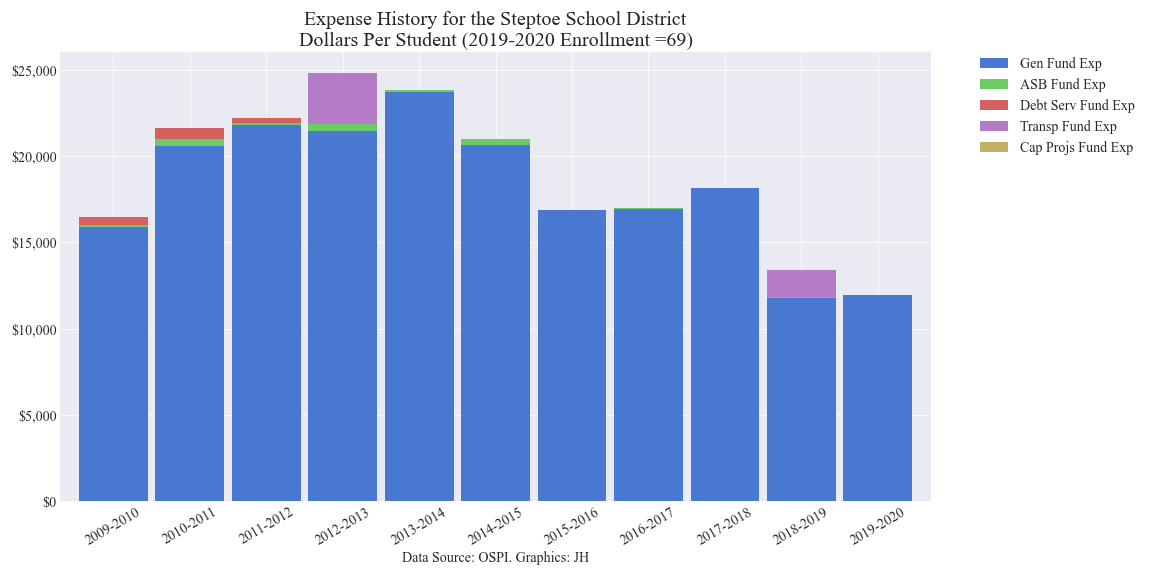 Expense History for the Steptoe School District
Dollars Per Student (2019-2020 Enrollment =69)
$25,000
$20,000
$15,000
$10,000
$5,000
$0
2009-2010
2010-2011
2011-2012
2012-2013
2013-2014
2014-2015
2015-2016
2016-2017
2017-2018
2018-2019
2019-2020
Data Source: OSPI. Graphics: JH
Gen Fund Exp
ASB Fund Exp
Debt Serv Fund Exp
Transp Fund Exp
Cap Projs Fund Exp